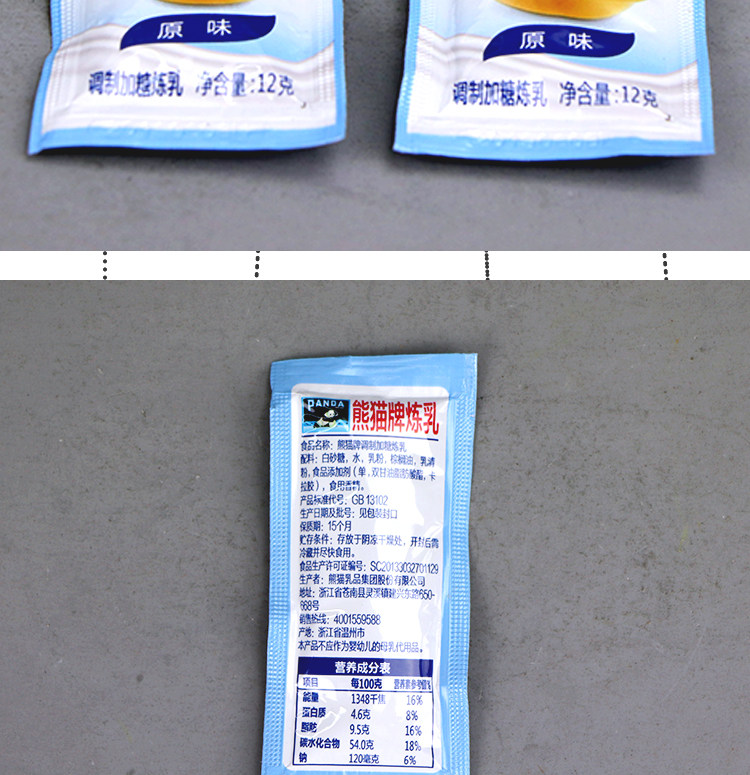 原 味
调制加糖炼乳 净含量:12克
原 味
调制加糖炼乳 净含量:12克
PANDA
熊猫牌炼乳
食品名称：熊猫牌调制加糖炼乳
配料：白砂糖，水，乳粉，棕榈油，乳清
粉，食品添加剂（单，双甘油脂肪酸酯，卡
拉胶），食用香精。
产品标准代号：GB 13102
生产日期及批号：见包装封口
保质期：15个月
贮存条件：存放于阴凉干燥处，开封后需
冷藏并尽快食用。
食品生产许可证编号：SC20133032701129
生产者：熊猫乳品集团股份有限公司
地址：浙江省苍南县灵溪镇建兴东路650-
668号
销售热线：4001559588
产地：浙江省温州市
本产品不应作为婴幼儿的母乳代用品。
营养成分表
项目 每100克 营养素参考值%
能量 1348千焦 16%
蛋白质 4.6克 8%
脂肪 9.5克 16%
碳水化合物 54.0克 18%
钠 120毫克 6%